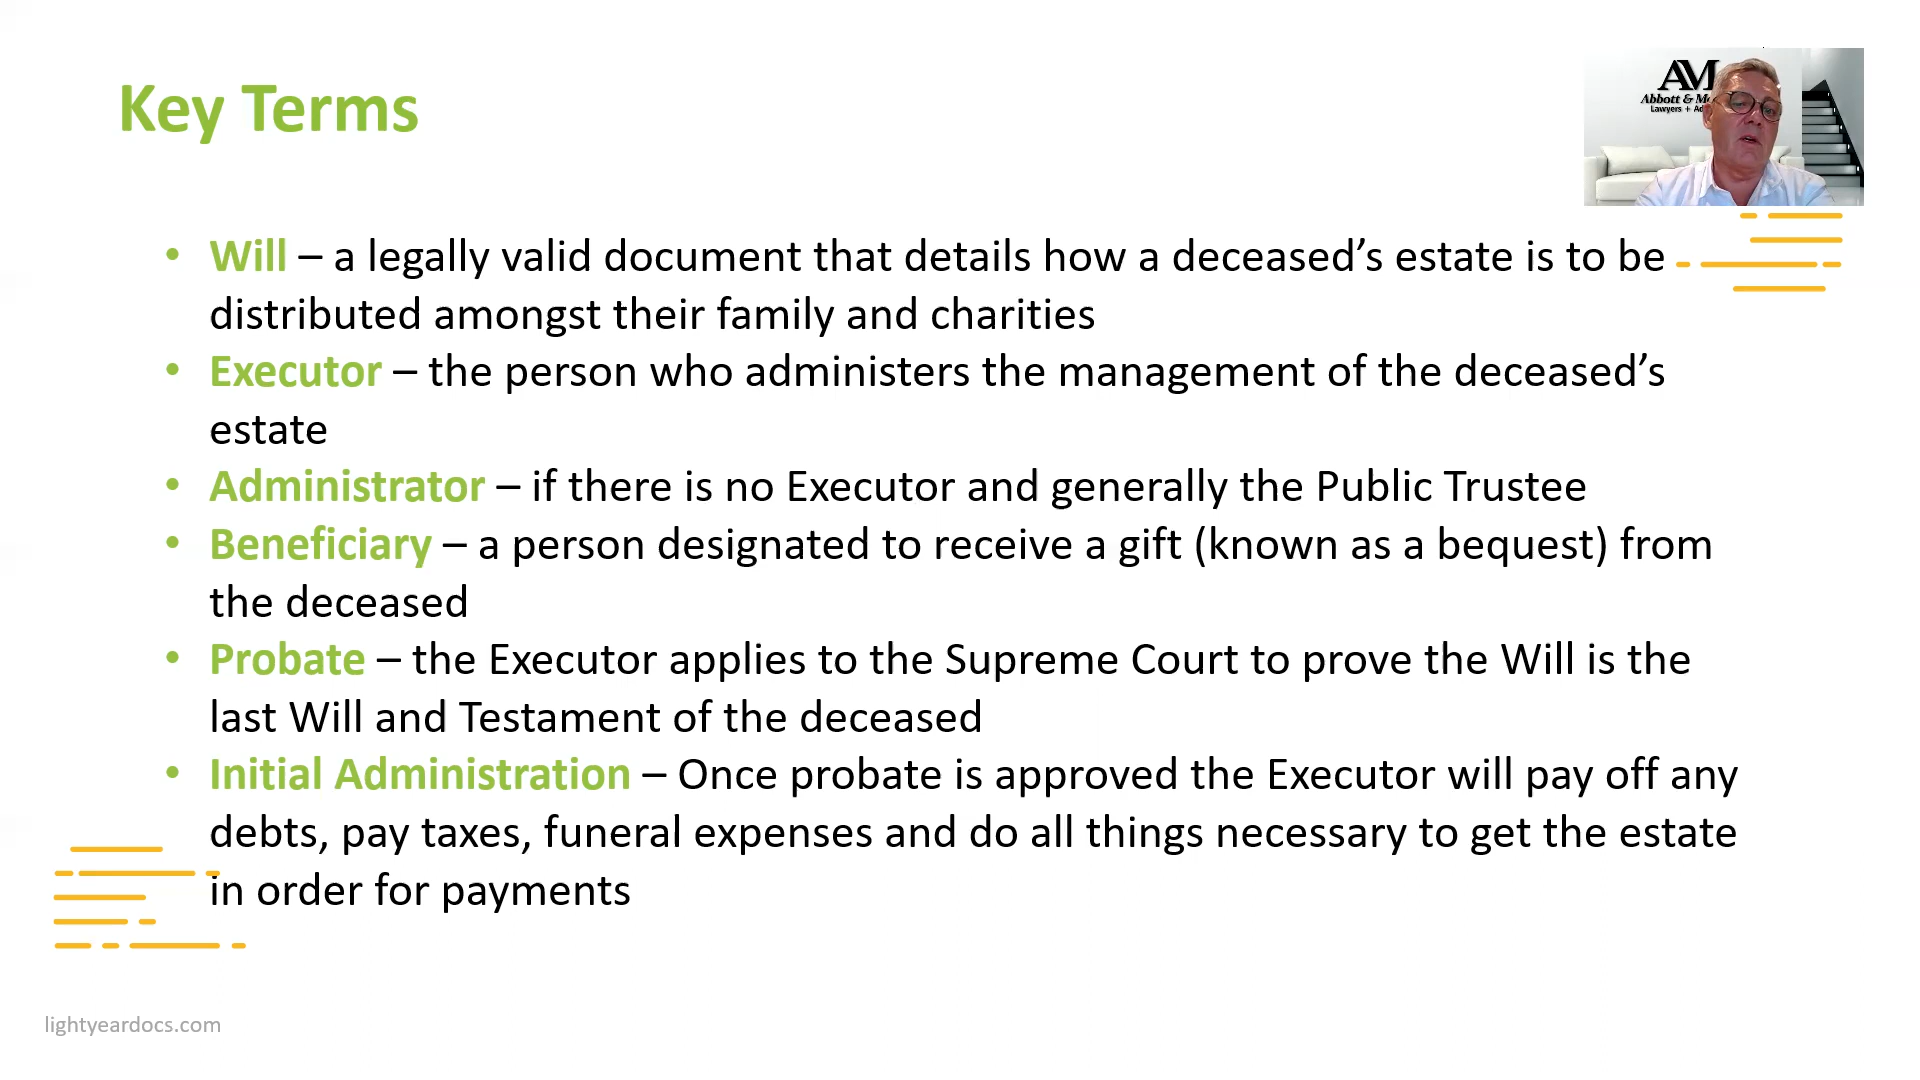 Key Terms
AM
Abbott & Mo
Lawyers + Ad
• Will – a legally valid document that details how a deceased’s estate is to be
distributed amongst their family and charities
• Executor – the person who administers the management of the deceased’s
estate
• Administrator – if there is no Executor and generally the Public Trustee
• Beneficiary – a person designated to receive a gift (known as a bequest) from
the deceased
• Probate – the Executor applies to the Supreme Court to prove the Will is the
last Will and Testament of the deceased
• Initial Administration – Once probate is approved the Executor will pay off any
debts, pay taxes, funeral expenses and do all things necessary to get the estate
in order for payments
lightyeardocs.com